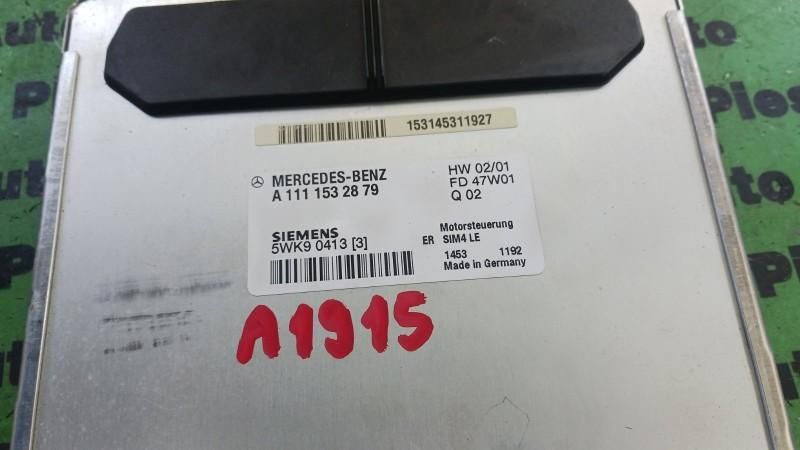 153145311927
MERCEDES-BENZ
A 111 153 28 79
HW 02/01
FD 47W01
Q 02
SIEMENS
5WK9 0413 [3]
Motorsteuerung
ER SIM4 LE
1453 1192
Made in Germany
A1915